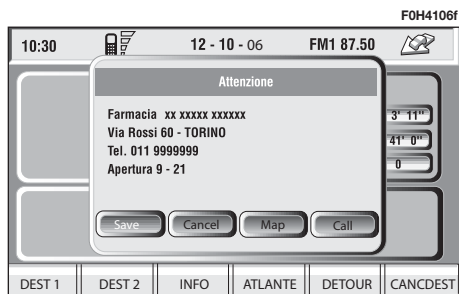 F0H4106f
10:30 12 - 10 - 06 FM1 87.50
Attenzione
Farmacia xx xxxxx xxxxxx
Via Rossi 60 - TORINO
Tel. 011 9999999
Apertura 9 - 21
3' 11"
41' 0"
0
Save Cancel Map Call
DEST 1 DEST 2 INFO ATLANTE DETOUR CANCDEST